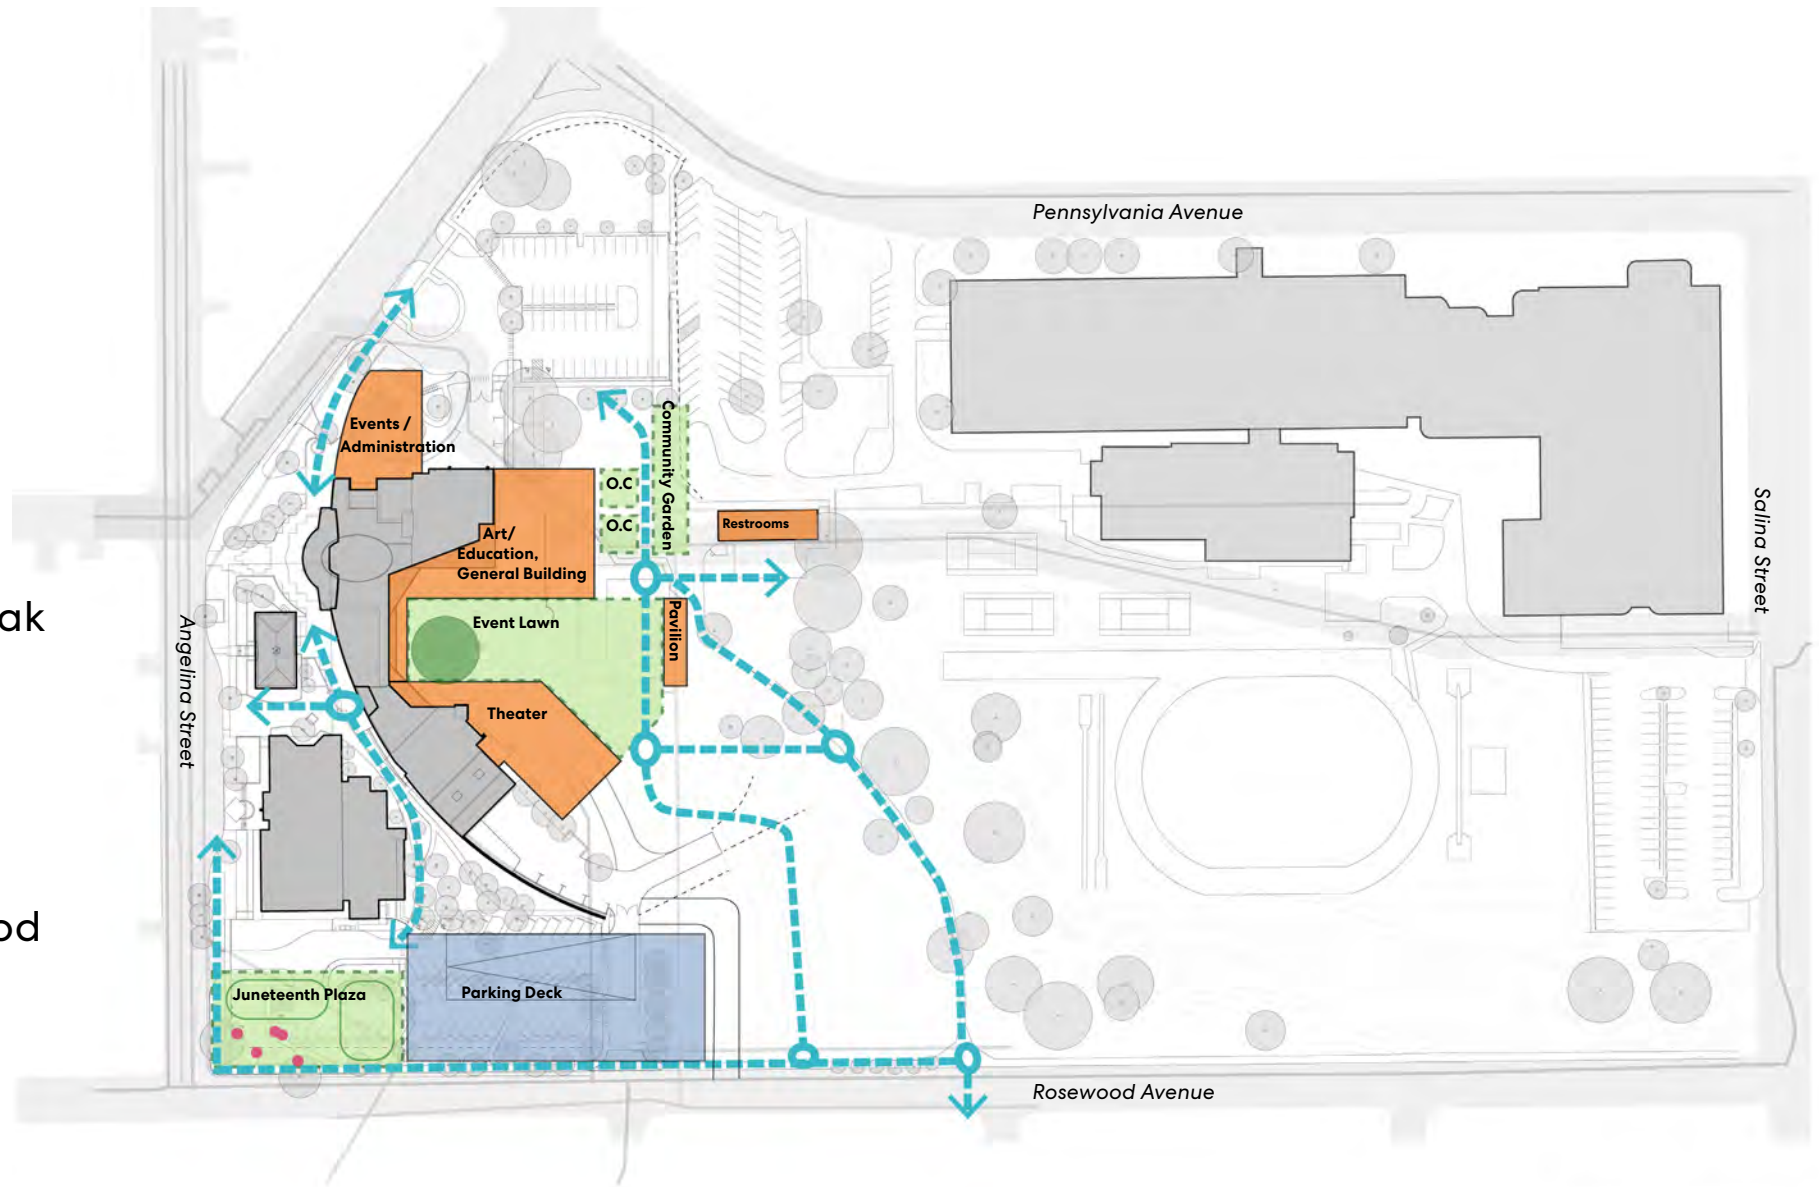 Pennsylvania Avenue
Events /
Administration
Community Garden
O.C
O.C
Restrooms
Art/
Education,
General Building
Salina Street
ak
Event Lawn
Pavilion
Angelina Street
Theater
od
Juneteenth Plaza
Parking Deck
Rosewood Avenue